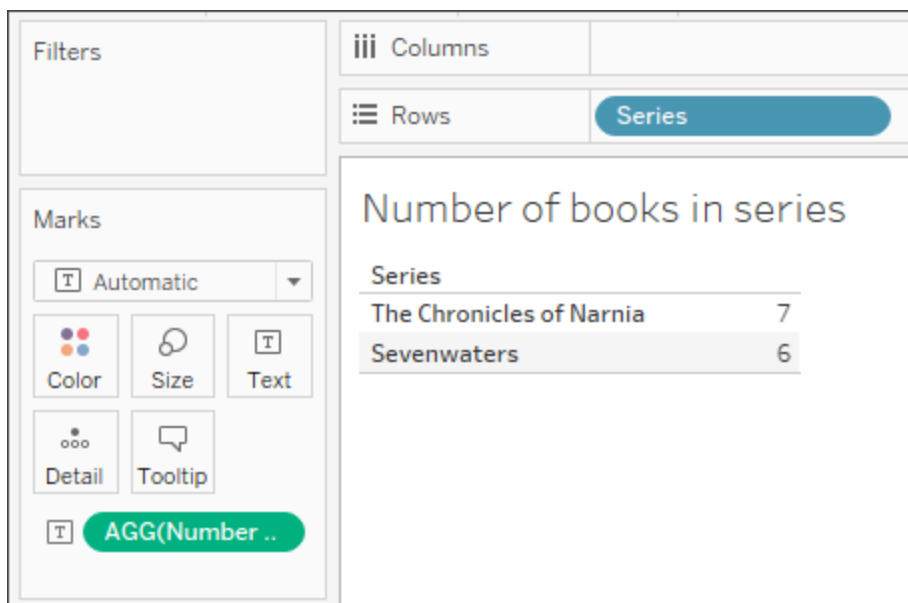 Filters
Columns
Rows
Series
Marks
T Automatic
Color
Size
T
Text
Detail
Tooltip
T AGG(Number ..
Number of books in series
Series
The Chronicles of Narnia 7
Sevenwaters 6